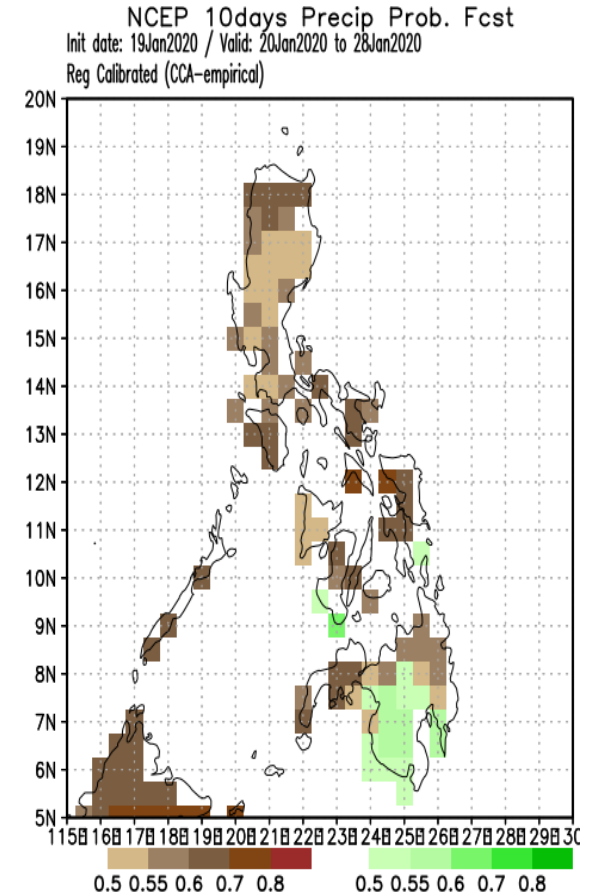 NCEP 10days Precip Prob. Fcst
Init date: 19Jan2020 / Valid: 20Jan2020 to 28Jan2020
Reg Calibrated (CCA-empirical)
20N
19N
18N
17N
16N
15N
14N
13N
12N
11N
10N
9N
8N
7N
6N
5N
115E 116E 117E 118E 119E 120E 121E 122E 123E 124E 125E 126E 127E 128E 129E 130
0.5 0.55 0.6 0.7 0.8 0.5 0.55 0.6 0.7 0.8